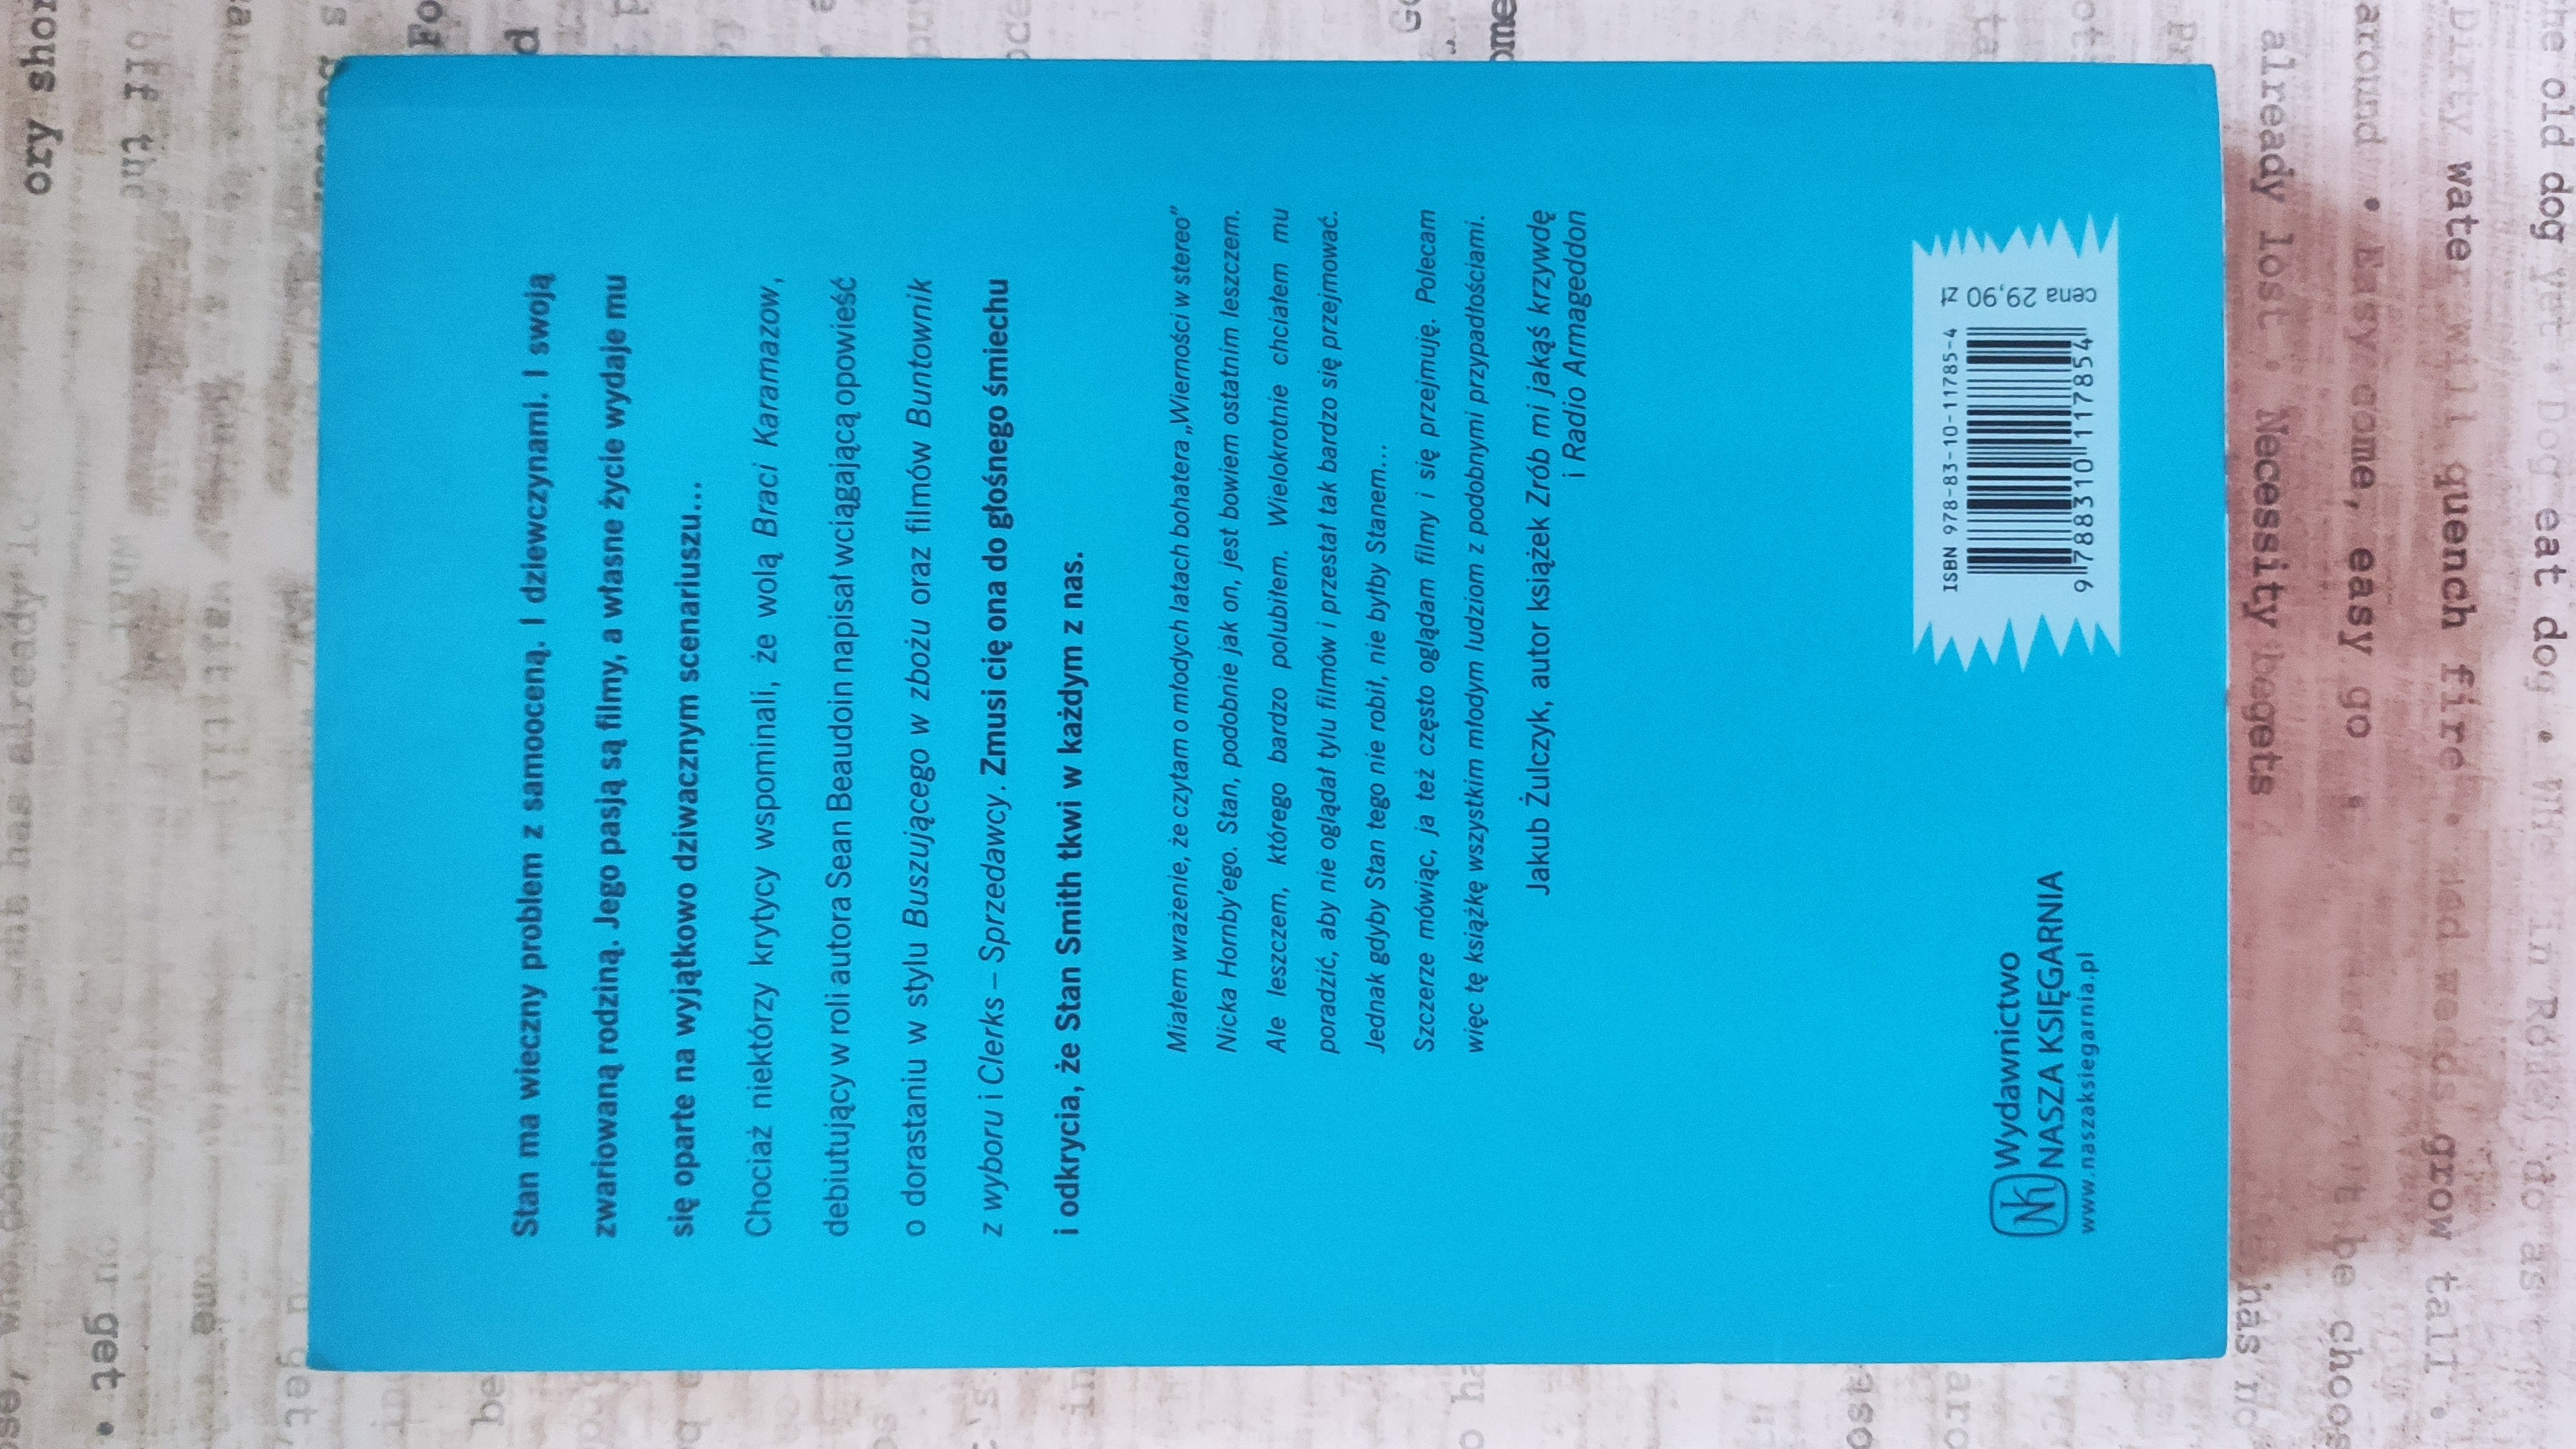 ory shor
has already
get
off the
wait till
be
Fo
Stan ma wieczny problem z samooceną. I dziewczynami. I swoją
zwariowaną rodziną. Jego pasją są filmy, a własne życie wydaje mu
się oparte na wyjątkowo dziwacznym scenariuszu...
Chociaż niektórzy krytycy wspominali, że wolą Braci Karamazow,
debiutujący w roli autora Sean Beaudoin napisał wciągającą opowieść
o dorastaniu w stylu Buszującego w zbożu oraz filmów Buntownik
z wyboru i Clerks – Sprzedawcy. Zmusi cię ona do głośnego śmiechu
i odkrycia, że Stan Smith tkwi w każdym z nas.
Miałem wrażenie, że czytam o młodych latach bohatera „Wierności w stereo”
Nicka Hornby'ego. Stan, podobnie jak on, jest bowiem ostatnim leszczem.
Ale leszczem, którego bardzo polubiłem. Wielokrotnie chciałem mu
poradzić, aby nie oglądał tylu filmów i przestał tak bardzo się przejmować.
Jednak gdyby Stan tego nie robił, nie byłby Stanem...
Szczerze mówiąc, ja też często oglądam filmy i się przejmuję. Polecam
więc tę książkę wszystkim młodym ludziom z podobnymi przypadłościami.
Jakub Żulczyk, autor książek Zrób mi jakąś krzywdę
i Radio Armageddon
ISBN 978-83-10-11785-4
9 788310 117854
cena 29,90 zł
Wydawnictwo
NASZA KSIĘGARNIA
www.naszaksiegarnia.pl
already lost • Necessity begets
around • Easy come, easy go •
Dirty water will quench fire • weeds grow tall •
old dog yet • Dog eat dog • in Rome, do as